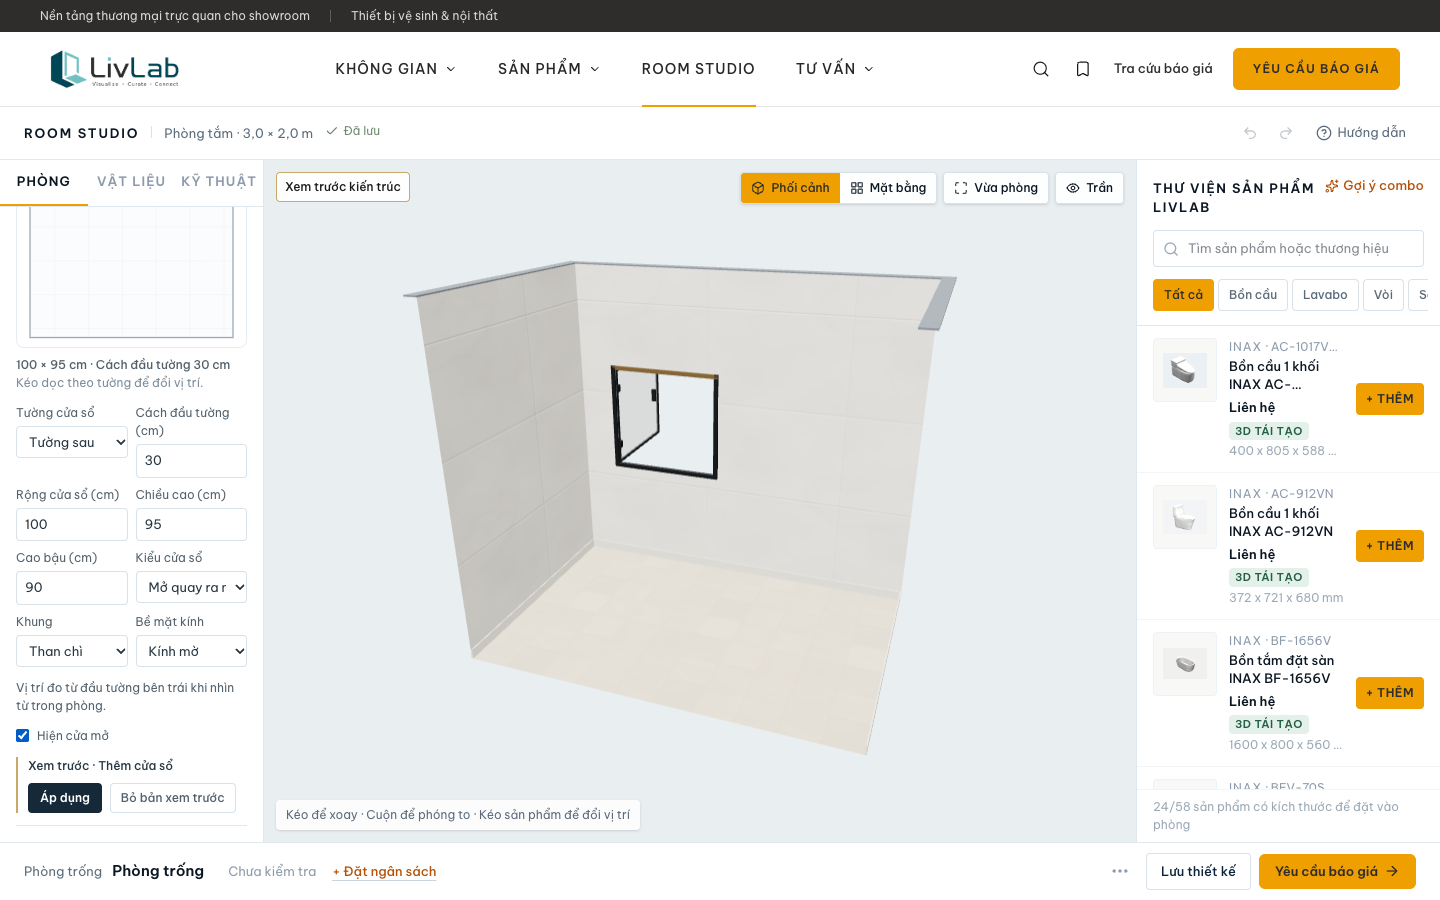 Nền tảng thương mại trực quan cho showroom
Thiết bị vệ sinh & nội thất
LivLab
Visualize • Curate • Connect
KHÔNG GIAN
SẢN PHẨM
ROOM STUDIO
TƯ VẤN
Tra cứu báo giá
YÊU CẦU BÁO GIÁ
ROOM STUDIO
Phòng tắm · 3,0 × 2,0 m
Đã lưu
Hướng dẫn
PHÒNG
VẬT LIỆU
KỸ THUẬT
100 × 95 cm · Cách đầu tường 30 cm
Kéo dọc theo tường để đổi vị trí.
Tường cửa sổ
Cách đầu tường
(cm)
Tường sau
30
Rộng cửa sổ (cm)
Chiều cao (cm)
100
95
Cao bậu (cm)
Kiểu cửa sổ
90
Mở quay ra r
Khung
Bề mặt kính
Than chì
Kính mờ
Vị trí đo từ đầu tường bên trái khi nhìn
từ trong phòng.
Hiện cửa mở
Xem trước · Thêm cửa sổ
Áp dụng
Bỏ bản xem trước
Xem trước kiến trúc
Phối cảnh
Mặt bằng
Vừa phòng
Trần
Kéo để xoay · Cuộn để phóng to · Kéo sản phẩm để đổi vị trí
THƯ VIỆN SẢN PHẨM
LIVLAB
Gợi ý combo
Tìm sản phẩm hoặc thương hiệu
Tất cả
Bồn cầu
Lavabo
Vòi
INAX · AC-1017V...
Bồn cầu 1 khối
INAX AC-...
Liên hệ
3D TÁI TẠO
400 x 805 x 588 ...
+ THÊM
INAX · AC-912VN
Bồn cầu 1 khối
INAX AC-912VN
Liên hệ
3D TÁI TẠO
372 x 721 x 680 mm
+ THÊM
INAX · BF-1656V
Bồn tắm đặt sàn
INAX BF-1656V
Liên hệ
3D TÁI TẠO
1600 x 800 x 560 ...
+ THÊM
INAX · BFV-70S
24/58 sản phẩm có kích thước để đặt vào
phòng
Phòng trống
Phòng trống
Chưa kiểm tra
+ Đặt ngân sách
Lưu thiết kế
Yêu cầu báo giá